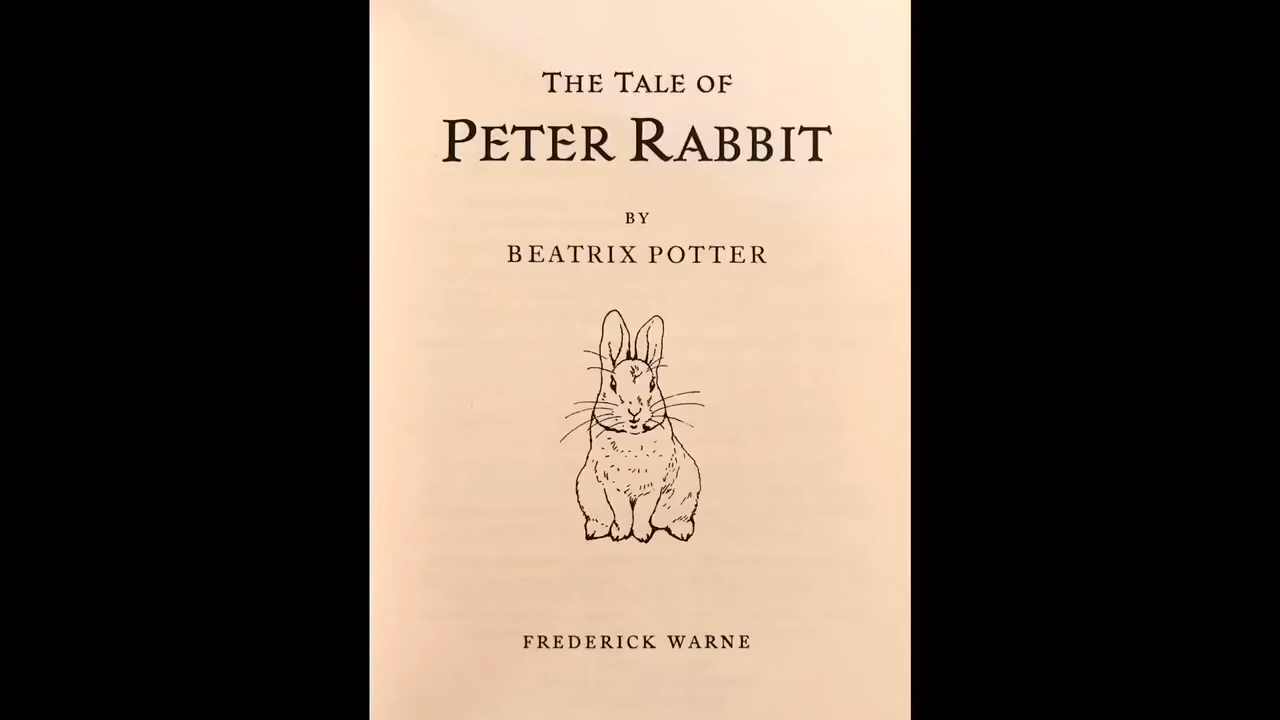 THE TALE OF
PETER RABBIT
BY
BEATRIX POTTER
FREDERICK WARNE